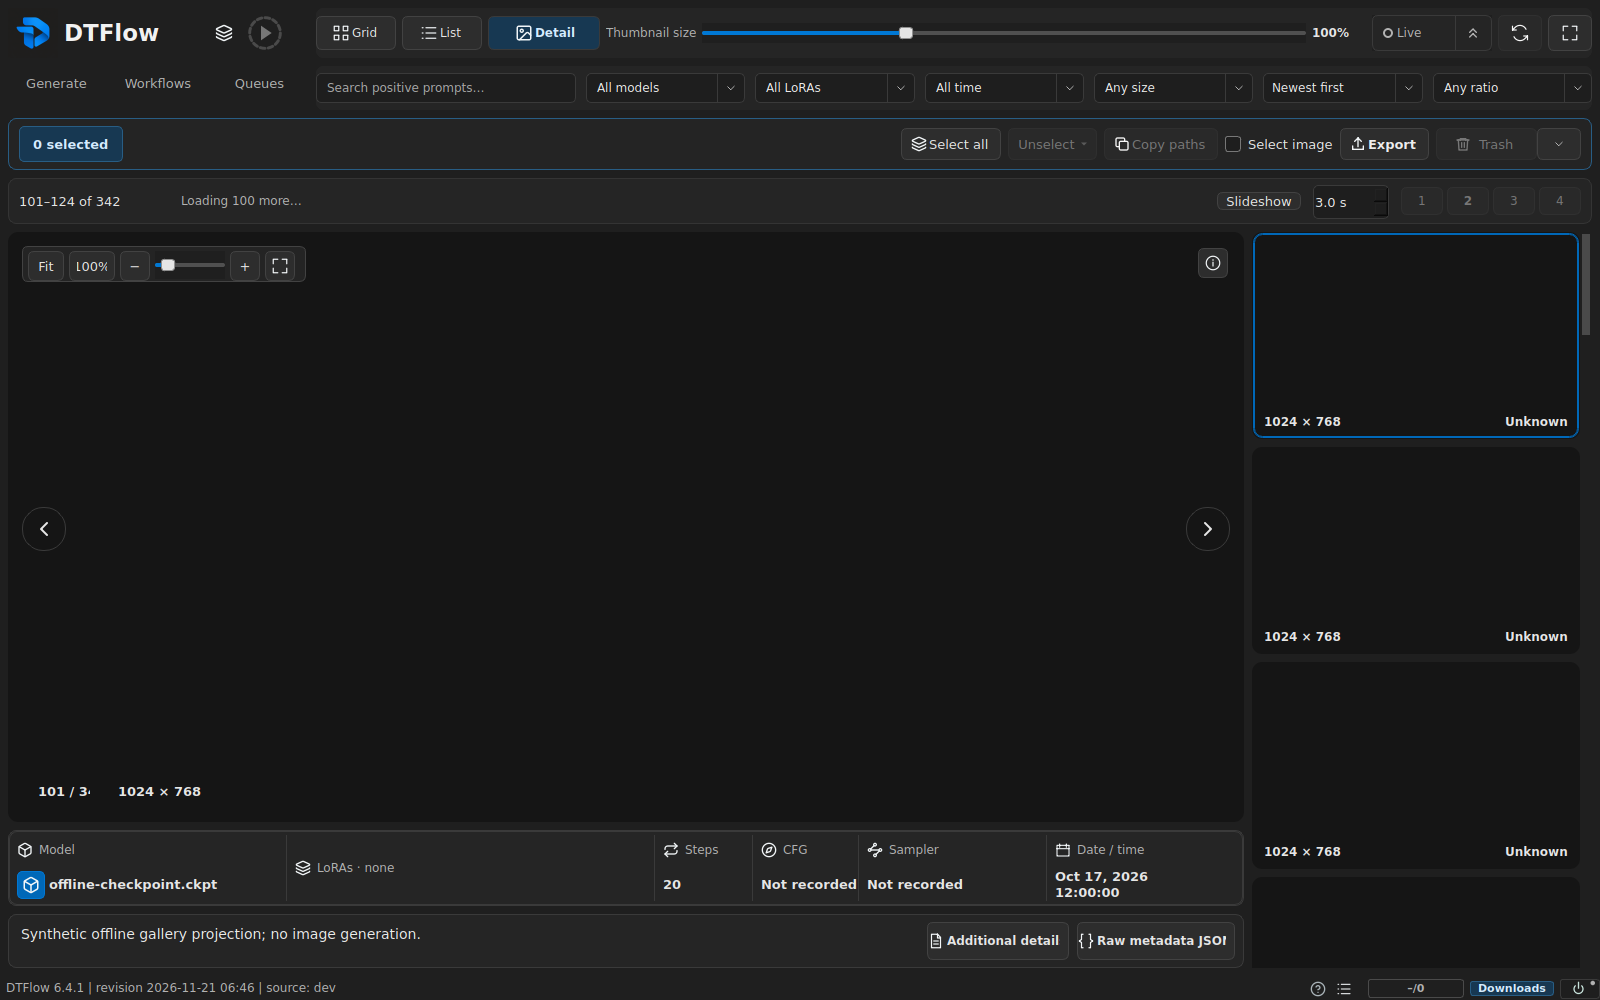 DTFlow
Grid
List
Detail
Thumbnail size
100%
Live
Generate
Workflows
Queues
Search positive prompts...
All models
All LoRAs
All time
Any size
Newest first
Any ratio
0 selected
Select all
Unselect
Copy paths
Select image
Export
Trash
101–124 of 342
Loading 100 more...
Slideshow
3.0 s
1
2
3
4
Fit
100%
1024 × 768
Unknown
1024 × 768
Unknown
1024 × 768
Unknown
101 / 34
1024 × 768
Model
offline-checkpoint.ckpt
LoRAs · none
Steps
20
CFG
Not recorded
Sampler
Not recorded
Date / time
Oct 17, 2026
12:00:00
Synthetic offline gallery projection; no image generation.
Additional detail
Raw metadata JSON
DTFlow 6.4.1 | revision 2026-11-21 06:46 | source: dev
–/0
Downloads